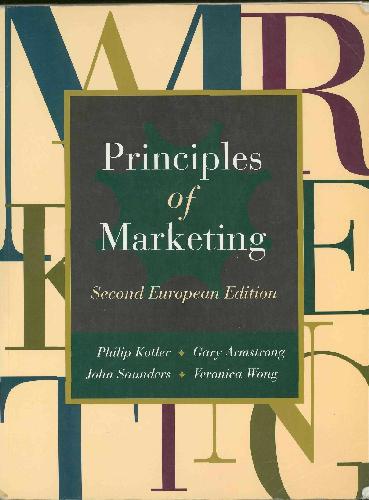 M A R
K E
T I N G
Principles
of
Marketing
Second European Edition
Philip Kotler ♦ Gary Armstrong
John Saunders ♦ Veronica Wong